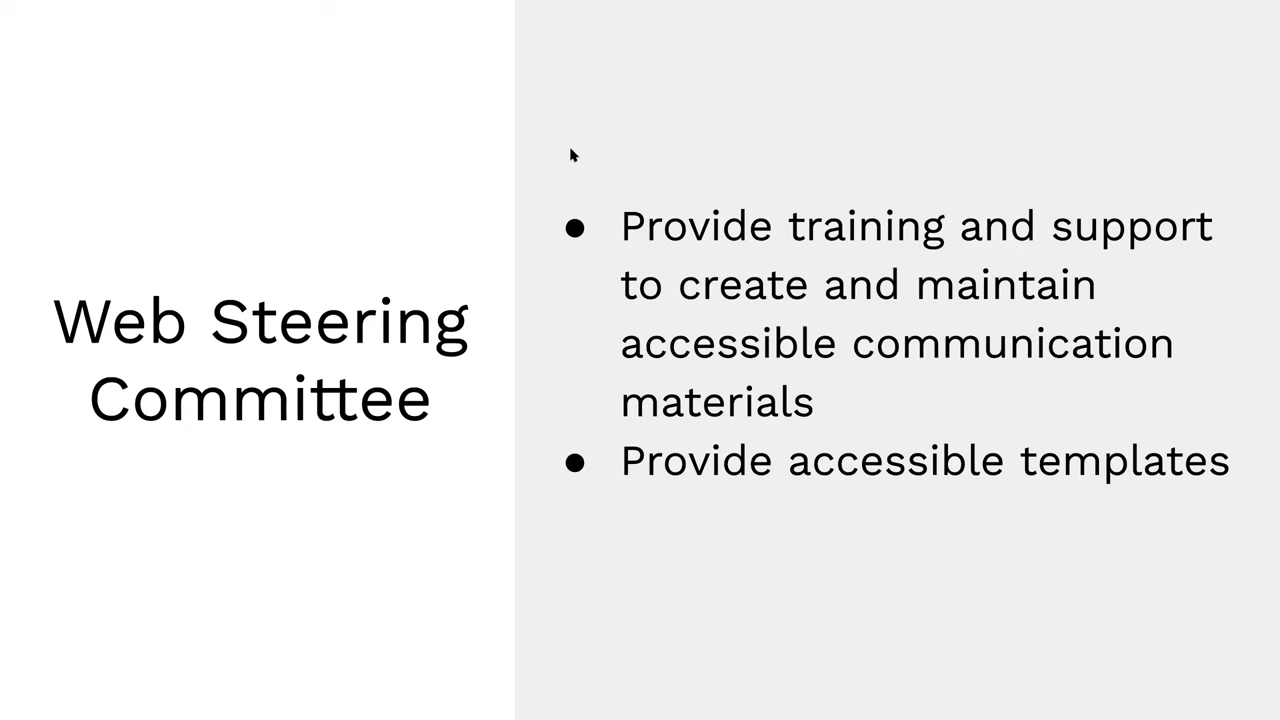 Web Steering
Committee
● Provide training and support
to create and maintain
accessible communication
materials
● Provide accessible templates